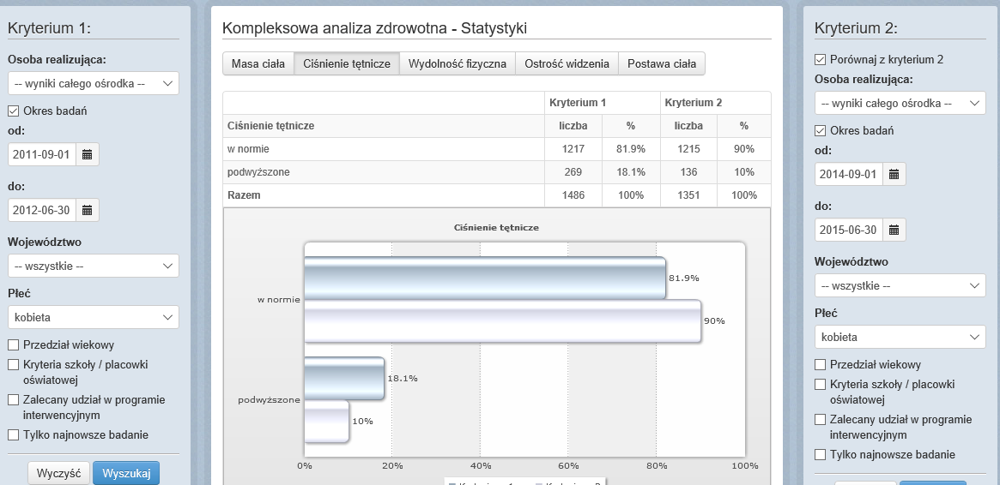 Kryterium 1:
Osoba realizująca:
-- wyniki całego ośrodka --
Okres badań
od:
2011-09-01
do:
2012-06-30
Województwo
-- wszystkie --
Płeć
kobieta
Przedział wiekowy
Kryteria szkoły / placówki
oświatowej
Zalecany udział w programie
interwencyjnym
Tylko najnowsze badanie
Wyczyść Wyszukaj
Kompleksowa analiza zdrowotna - Statystyki
Masa ciała Ciśnienie tętnicze Wydolność fizyczna Ostrość widzenia Postawa ciała
Kryterium 1 Kryterium 2
Ciśnienie tętnicze liczba % liczba %
w normie 1217 81.9% 1215 90%
podwyższone 269 18.1% 136 10%
Razem 1486 100% 1351 100%
Ciśnienie tętnicze
81.9%
w normie
90%
18.1%
podwyższone
10%
0% 20% 40% 60% 80% 100%
Kryterium 2:
Porównaj z kryterium 2
Osoba realizująca:
-- wyniki całego ośrodka --
Okres badań
od:
2014-09-01
do:
2015-06-30
Województwo
-- wszystkie --
Płeć
kobieta
Przedział wiekowy
Kryteria szkoły / placówki
oświatowej
Zalecany udział w programie
interwencyjnym
Tylko najnowsze badanie